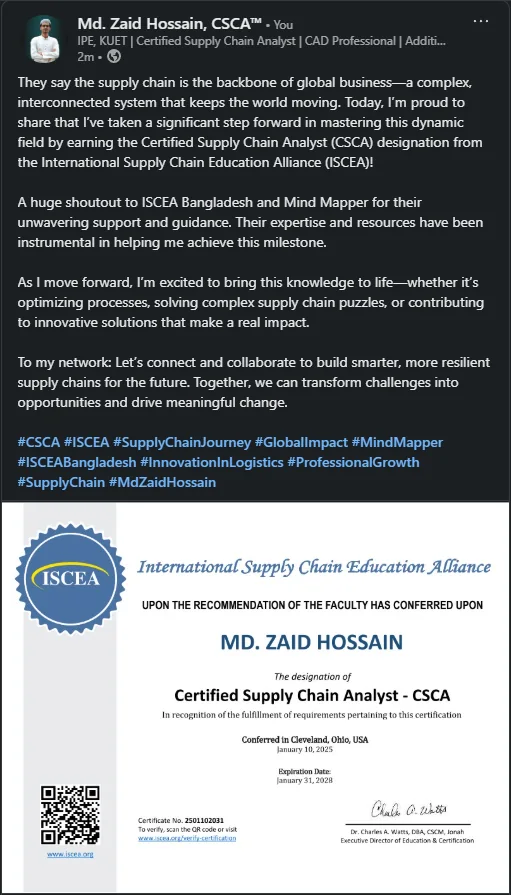 Md. Zaid Hossain, CSCA™ • You
IPE, KUET | Certified Supply Chain Analyst | CAD Professional | Additi...
2m •
They say the supply chain is the backbone of global business—a complex,
interconnected system that keeps the world moving. Today, I'm proud to
share that I've taken a significant step forward in mastering this dynamic
field by earning the Certified Supply Chain Analyst (CSCA) designation from
the International Supply Chain Education Alliance (ISCEA)!
A huge shoutout to ISCEA Bangladesh and Mind Mapper for their
unwavering support and guidance. Their expertise and resources have been
instrumental in helping me achieve this milestone.
As I move forward, I'm excited to bring this knowledge to life—whether it's
optimizing processes, solving complex supply chain puzzles, or contributing
to innovative solutions that make a real impact.
To my network: Let's connect and collaborate to build smarter, more resilient
supply chains for the future. Together, we can transform challenges into
opportunities and drive meaningful change.
#CSCA #ISCEA #SupplyChainJourney #GlobalImpact #MindMapper
#ISCEABangladesh #InnovationInLogistics #ProfessionalGrowth
#SupplyChain #MdZaidHossain
ISCEA
International Supply Chain Education Alliance
UPON THE RECOMMENDATION OF THE FACULTY HAS CONFERRED UPON
MD. ZAID HOSSAIN
The designation of
Certified Supply Chain Analyst - CSCA
In recognition of the fulfillment of requirements pertaining to this certification
Conferred in Cleveland, Ohio, USA
January 10, 2025
Expiration Date:
January 31, 2028
Charles A. Watts
Certificate No. 2501102031
To verify, scan the QR code or visit
www.iscea.org/verify-certification
Dr. Charles A. Watts, DBA, CSCM, Jonah
Executive Director of Education & Certification
www.iscea.org